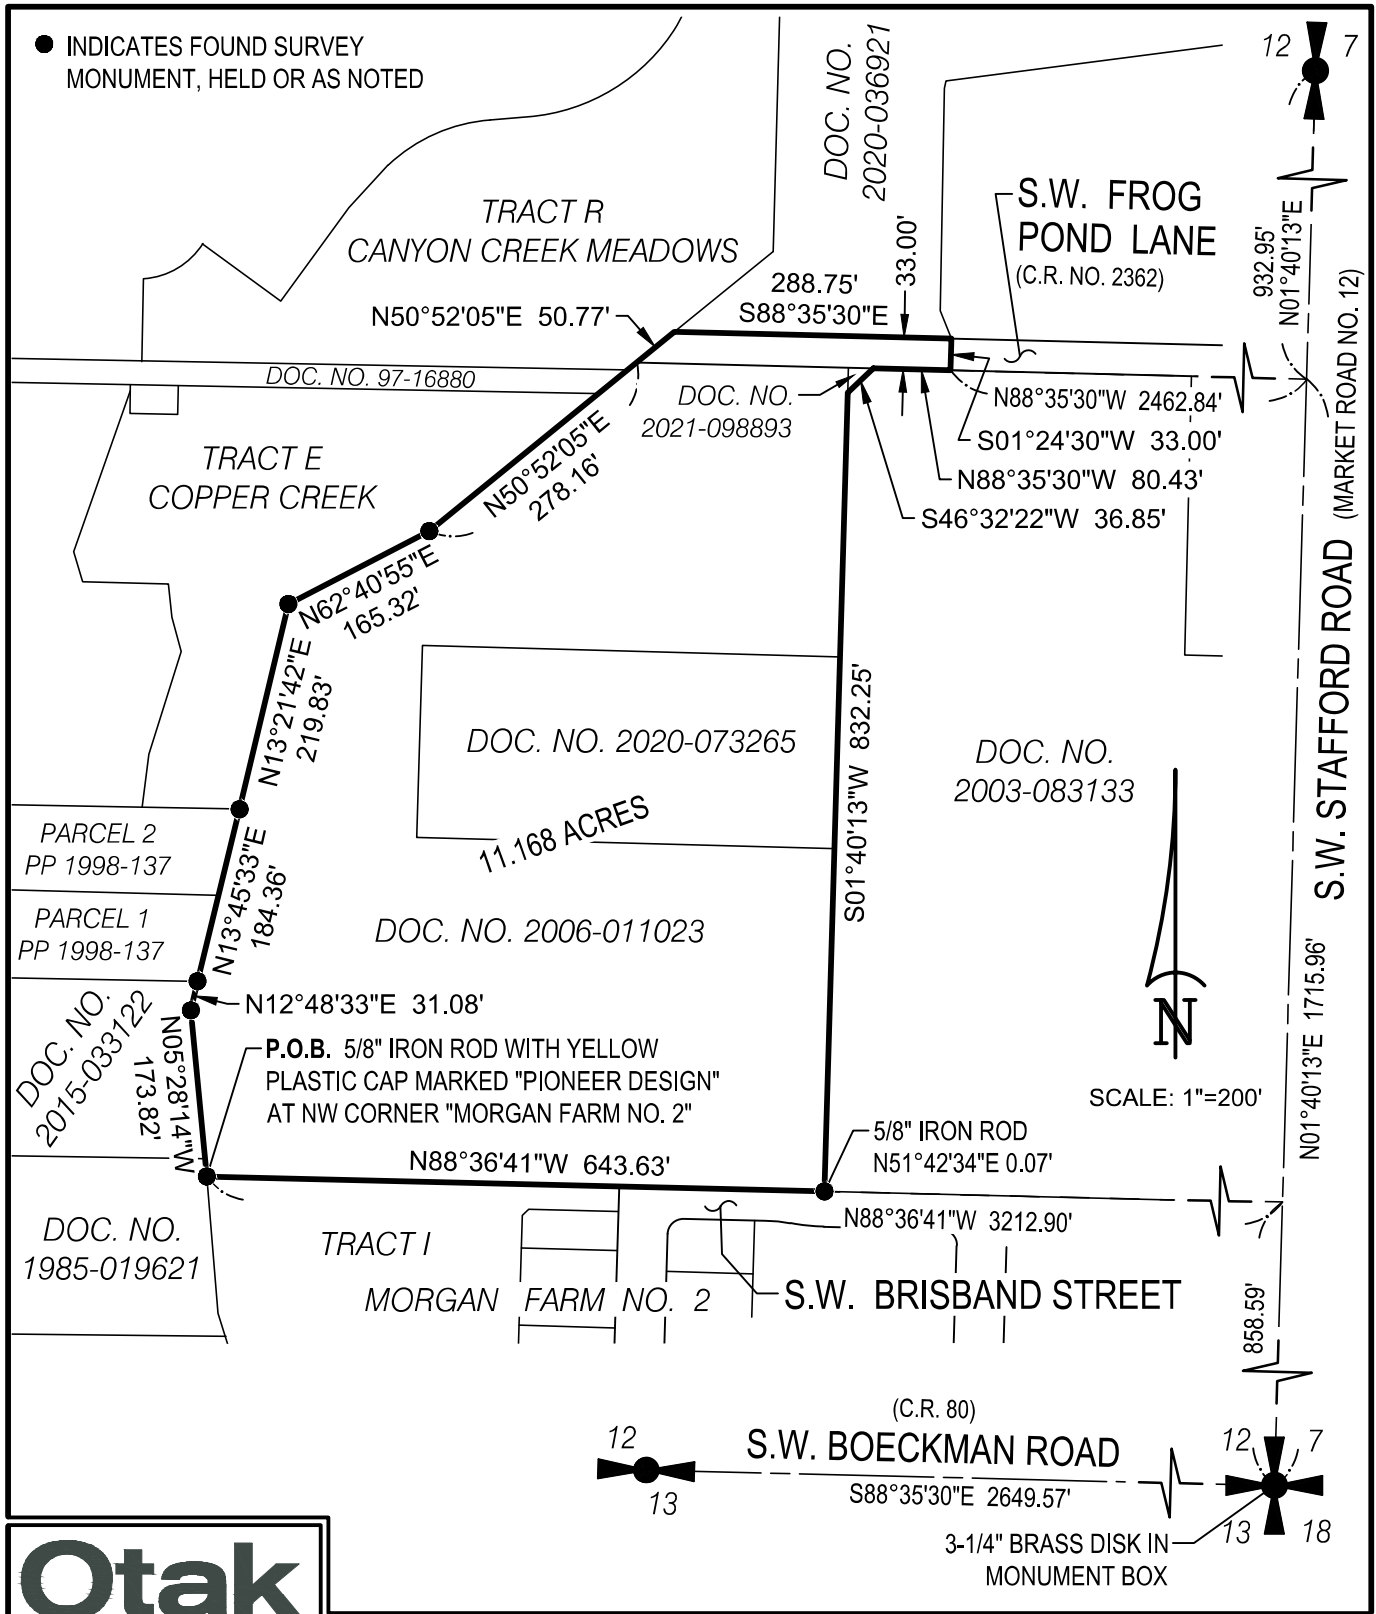 INDICATES FOUND SURVEY
MONUMENT, HELD OR AS NOTED
DOC. NO.
2020-036921
12
7
TRACT R
CANYON CREEK MEADOWS
S.W. FROG
POND LANE
(C.R. NO. 2362)
932.95'
N01°40'13"E
288.75'
S88°35'30"E
33.00'
N50°52'05"E 50.77'
DOC. NO. 97-16880
DOC. NO.
2021-098893
N88°35'30"W 2462.84'
S01°24'30"W 33.00'
N88°35'30"W 80.43'
S46°32'22"W 36.85'
TRACT E
COPPER CREEK
N50°52'05"E
278.16'
N62°40'55"E
165.32'
S.W. STAFFORD ROAD (MARKET ROAD NO. 12)
N13°21'42"E
219.83'
DOC. NO. 2020-073265
S01°40'13"W 832.25'
DOC. NO.
2003-083133
11.168 ACRES
PARCEL 2
PP 1998-137
N13°45'33"E
184.36'
PARCEL 1
PP 1998-137
DOC. NO. 2006-011023
N
SCALE: 1"=200'
N01°40'13"E 1715.96'
DOC. NO.
2015-033122
N12°48'33"E 31.08'
N05°28'14"W
173.82'
P.O.B. 5/8" IRON ROD WITH YELLOW
PLASTIC CAP MARKED "PIONEER DESIGN"
AT NW CORNER "MORGAN FARM NO. 2"
5/8" IRON ROD
N51°42'34"E 0.07'
N88°36'41"W 643.63'
N88°36'41"W 3212.90'
DOC. NO.
1985-019621
TRACT I
MORGAN FARM NO. 2
S.W. BRISBAND STREET
858.59'
(C.R. 80)
S.W. BOECKMAN ROAD
S88°35'30"E 2649.57'
12
13
12
7
13
18
3-1/4" BRASS DISK IN
MONUMENT BOX
Otak